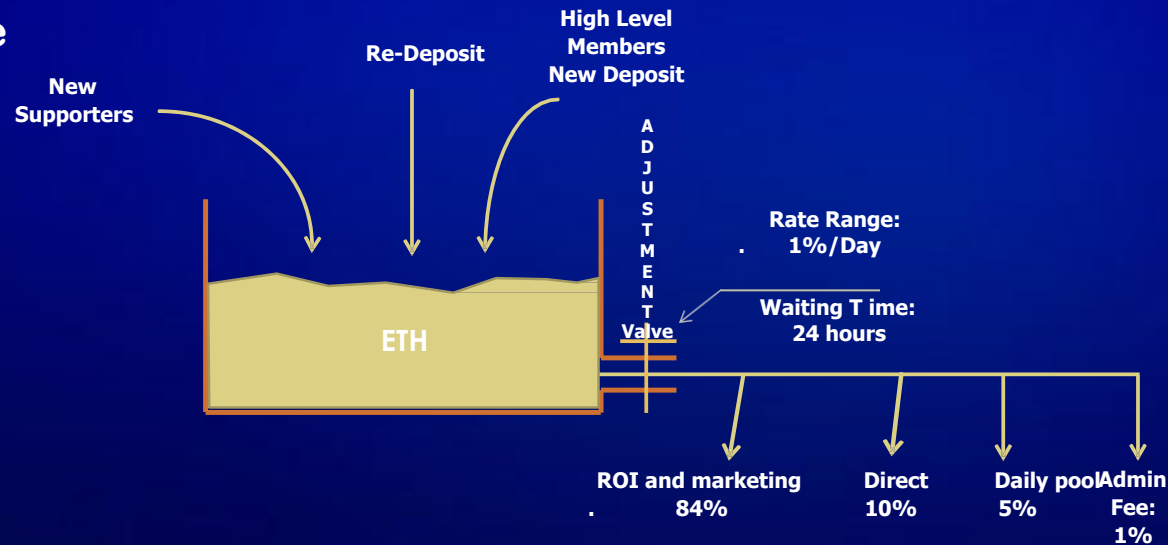 e
High Level
Members
New Deposit
Re-Deposit
New
Supporters
A
D
J
U
S
T
M
E
N
T
Valve
Rate Range:
. 1%/Day
Waiting T ime:
24 hours
ETH
ROI and marketing
. 84%
Direct
10%
Daily pool
5%
Admin
Fee:
1%